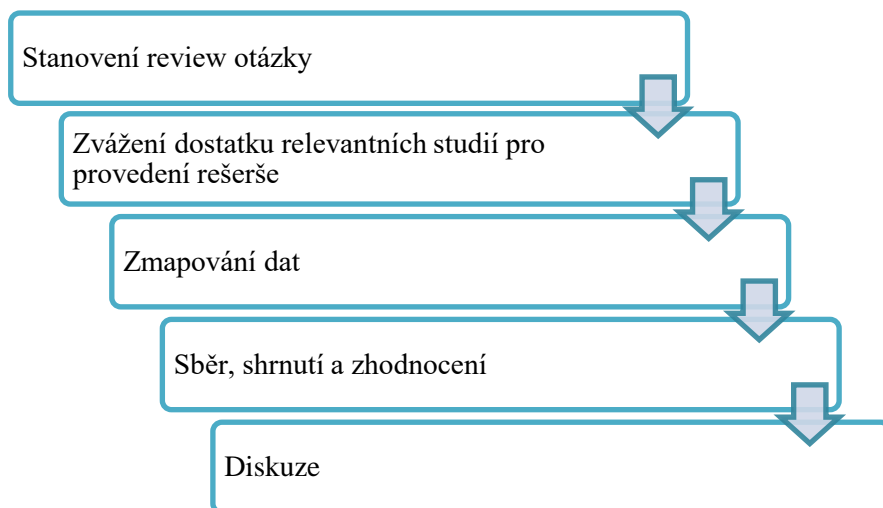 Stanovení review otázky
Zvážení dostatku relevantních studií pro
provedení rešerše
Zmapování dat
Sběr, shrnutí a zhodnocení
Diskuze